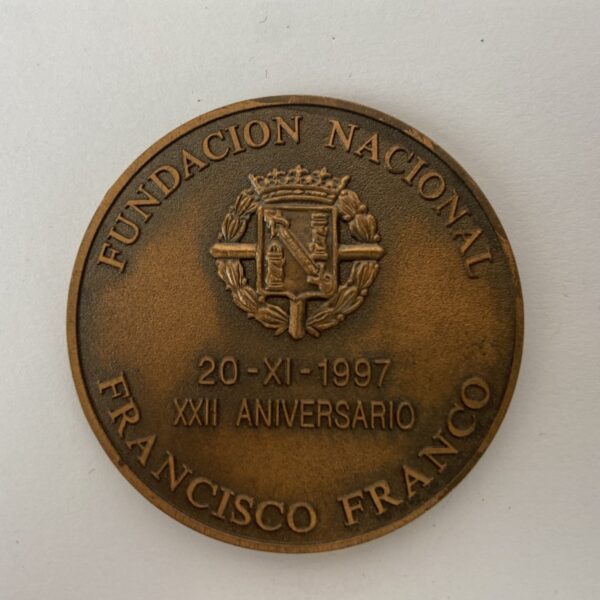 FUNDACION NACIONAL
20-XI-1997
XXII ANIVERSARIO
FRANCISCO FRANCO